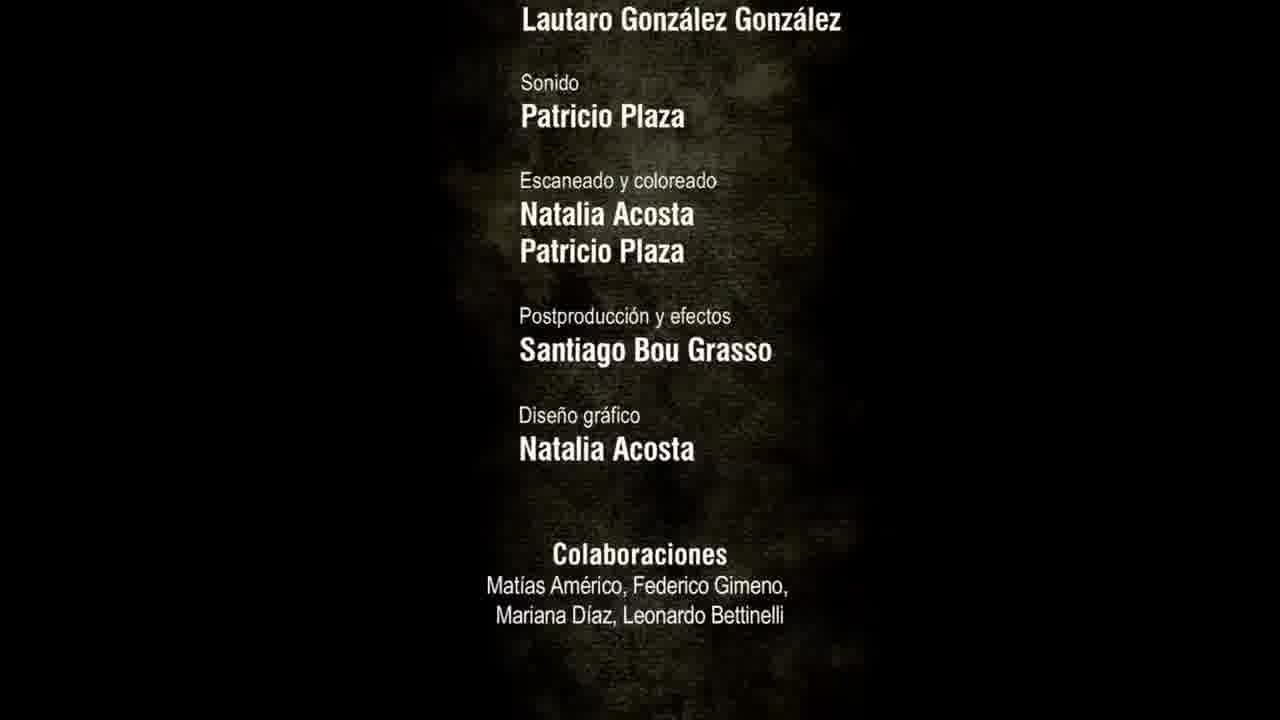 Lautaro González González
Sonido
Patricio Plaza
Escaneado y coloreado
Natalia Acosta
Patricio Plaza
Postproducción y efectos
Santiago Bou Grasso
Diseño gráfico
Natalia Acosta
Colaboraciones
Matías Américo, Federico Gimeno,
Mariana Díaz, Leonardo Bettinelli